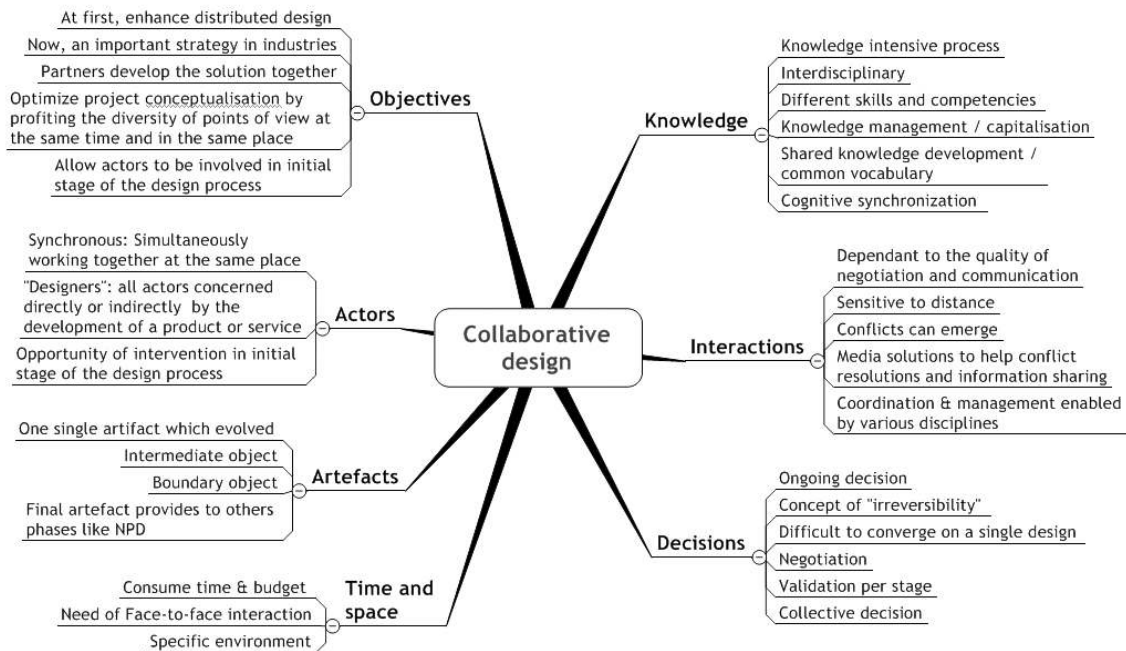 Collaborative
design
Objectives
At first, enhance distributed design
Now, an important strategy in industries
Partners develop the solution together
Optimize project conceptualisation by
profiting the diversity of points of view at
the same time and in the same place
Allow actors to be involved in initial
stage of the design process
Actors
Synchronous: Simultaneously
working together at the same place
"Designers": all actors concerned
directly or indirectly by the
development of a product or service
Opportunity of intervention in initial
stage of the design process
Artefacts
One single artifact which evolved
Intermediate object
Boundary object
Final artefact provides to others
phases like NPD
Time and
space
Consume time & budget
Need of Face-to-face interaction
Specific environment
Knowledge
Knowledge intensive process
Interdisciplinary
Different skills and competencies
Knowledge management / capitalisation
Shared knowledge development /
common vocabulary
Cognitive synchronization
Interactions
Dependant to the quality of
negotiation and communication
Sensitive to distance
Conflicts can emerge
Media solutions to help conflict
resolutions and information sharing
Coordination & management enabled
by various disciplines
Decisions
Ongoing decision
Concept of "irreversibility"
Difficult to converge on a single design
Negotiation
Validation per stage
Collective decision